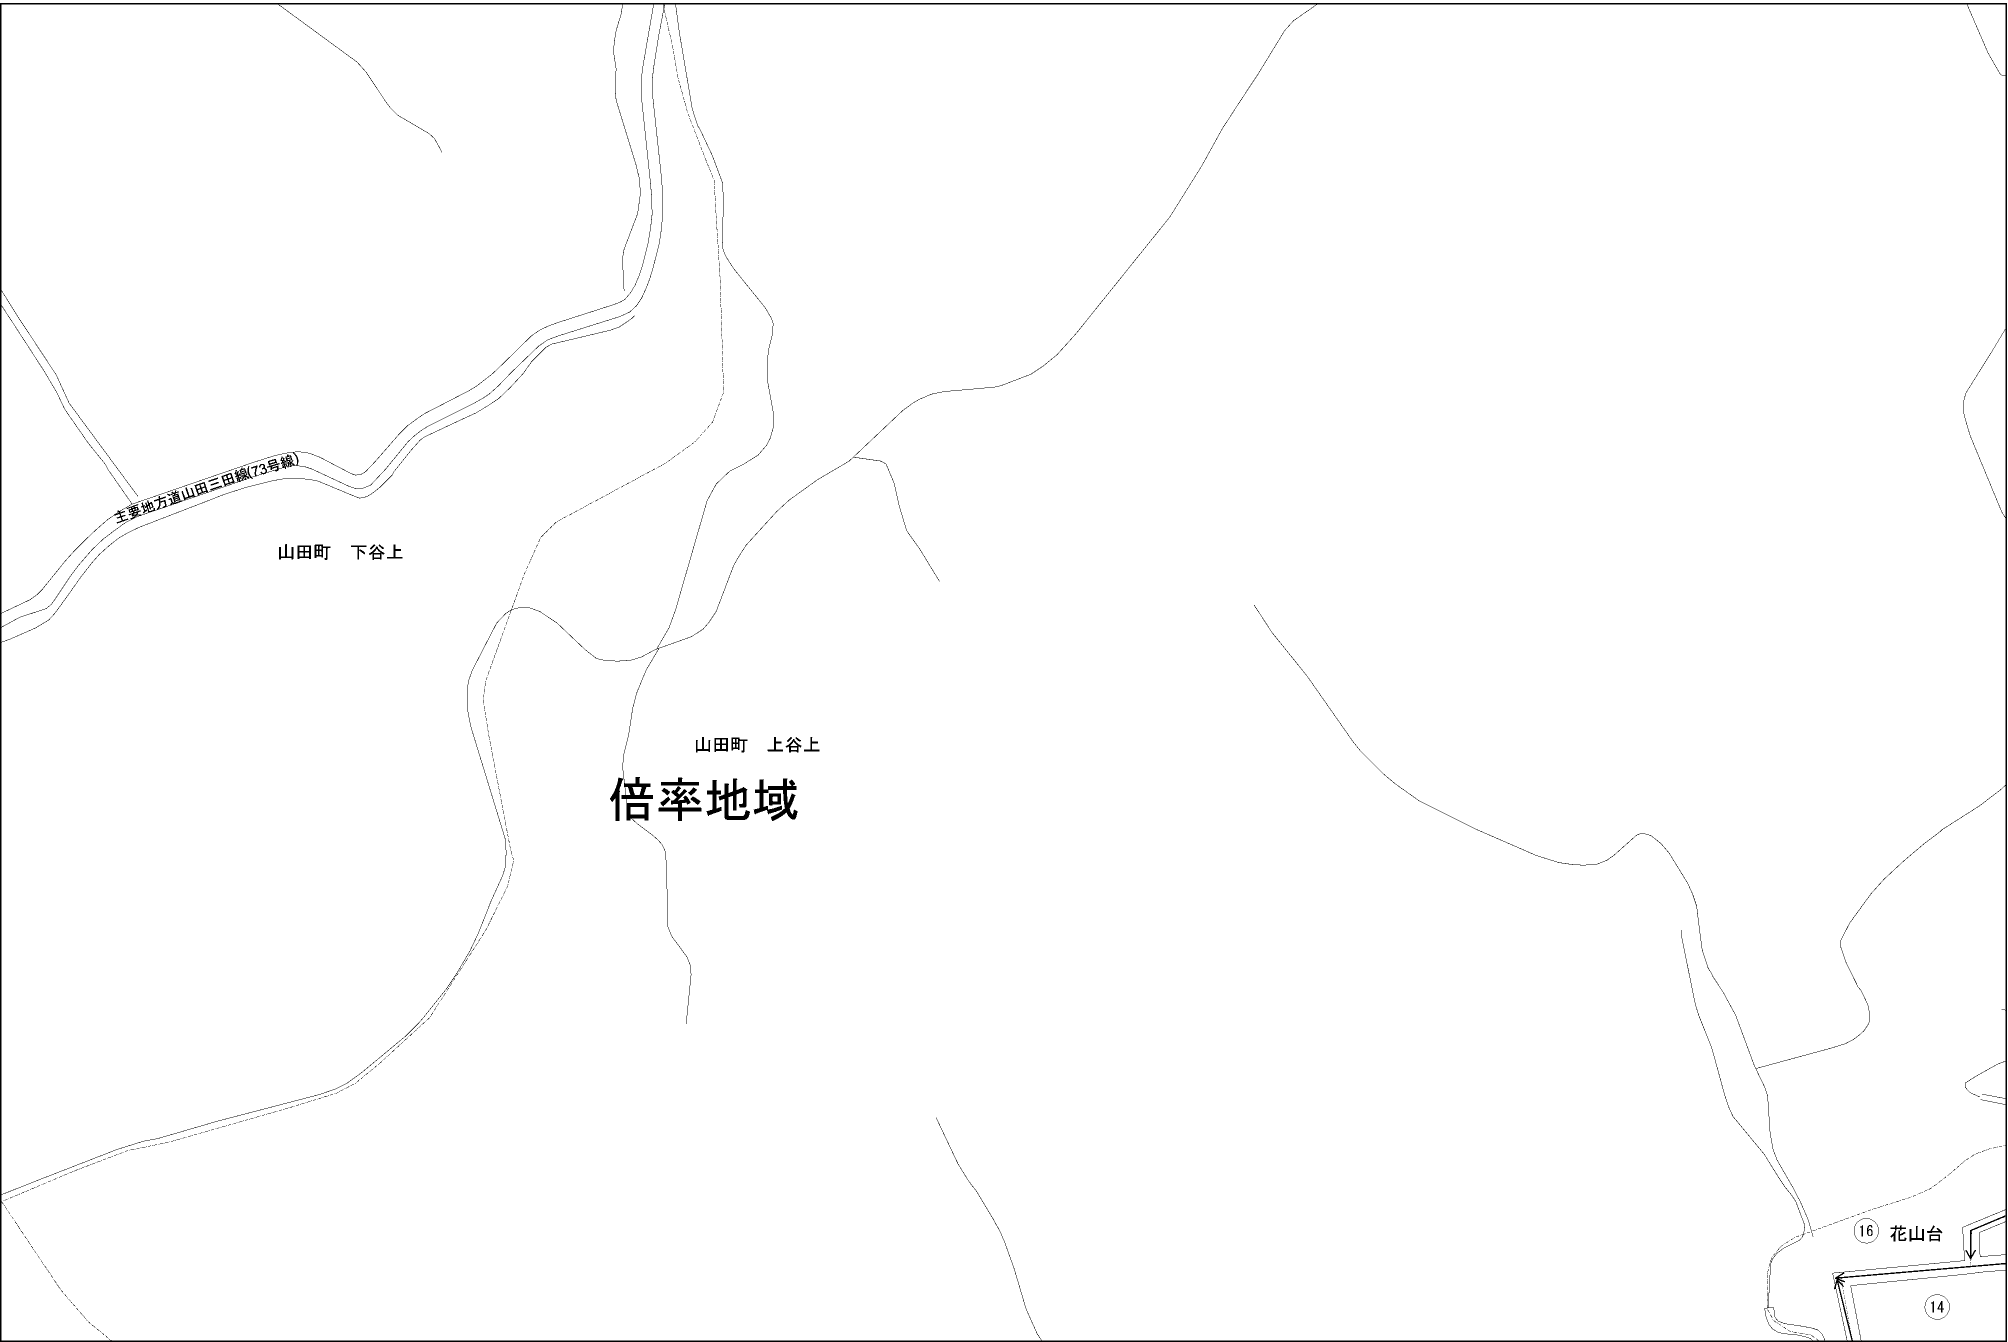 主要地方道山田三田線(73号線)
山田町　下谷上
山田町　上谷上
倍率地域
16 花山台
14